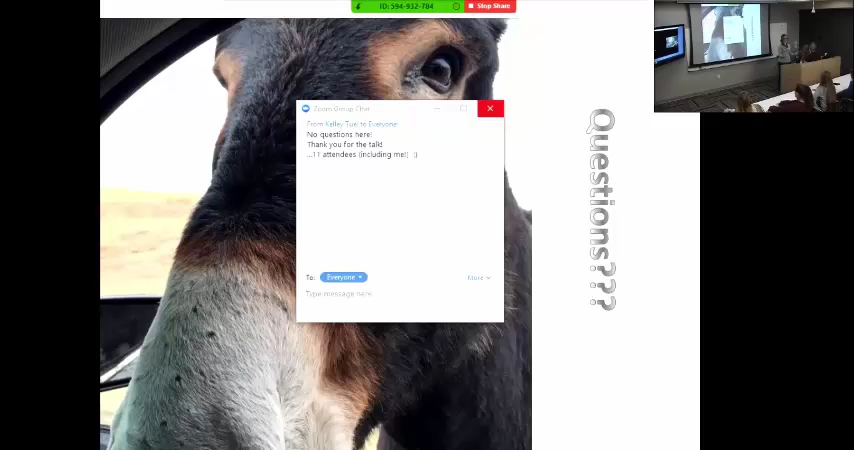 ID: 594-932-784
Stop Share
Zoom Group Chat
From Kelley Tuel to Everyone:
No questions here!
Thank you for the talk!
...11 attendees (including me!) :)
To: Everyone
More
Type message here
Questions???